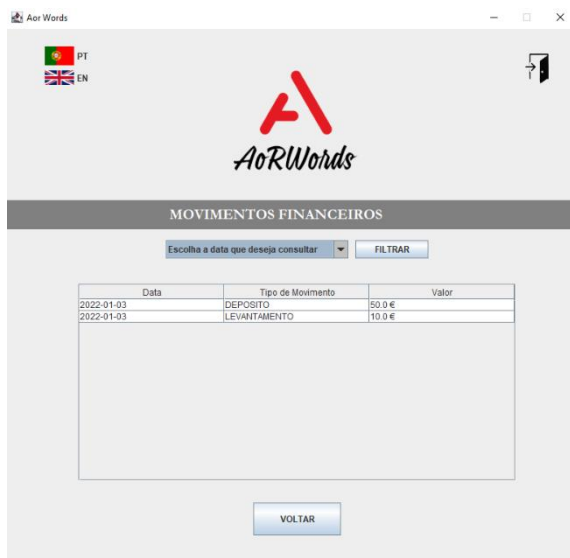 Aor Words
PT
EN
AoRWords
MOVIMENTOS FINANCEIROS
Escolha a data que deseja consultar FILTRAR
Data Tipo de Movimento Valor
2022-01-03 DEPOSITO 50.0 €
2022-01-03 LEVANTAMENTO 10.0 €
VOLTAR